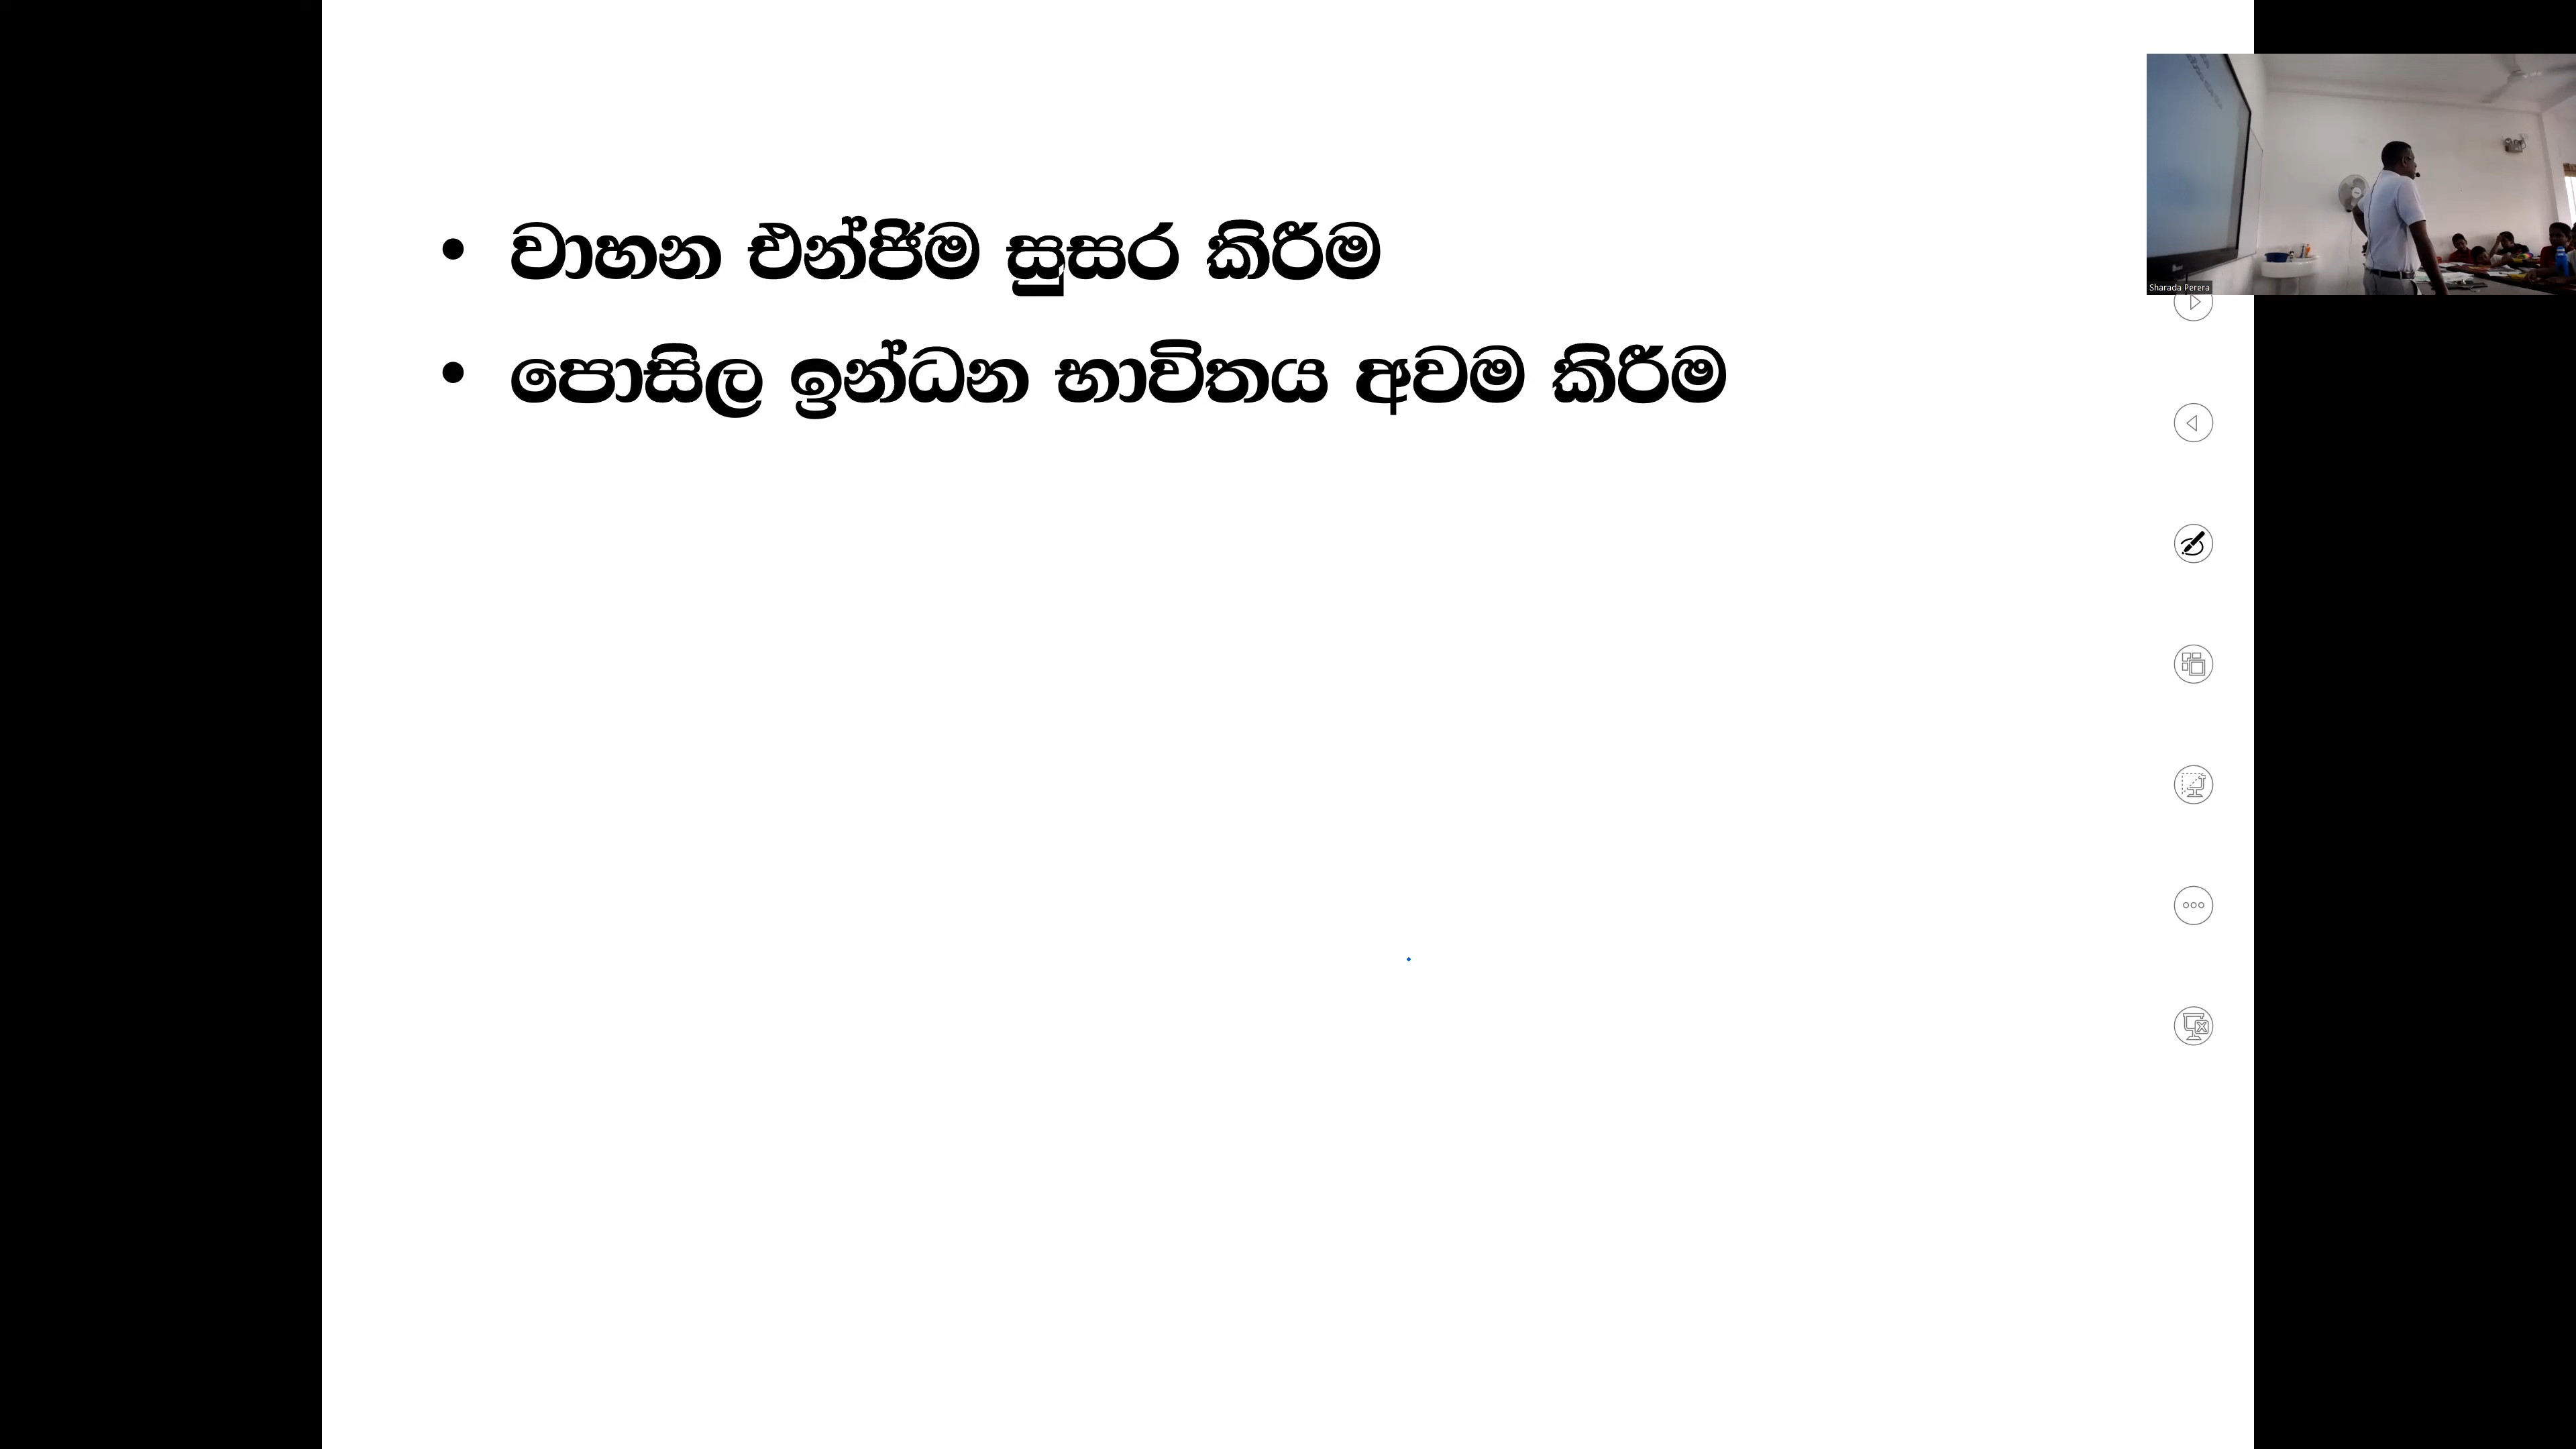 • වාහන එන්ජිම සුසර කිරීම
• පොසිල ඉන්ධන භාවිතය අවම කිරීම
Sharada Perera